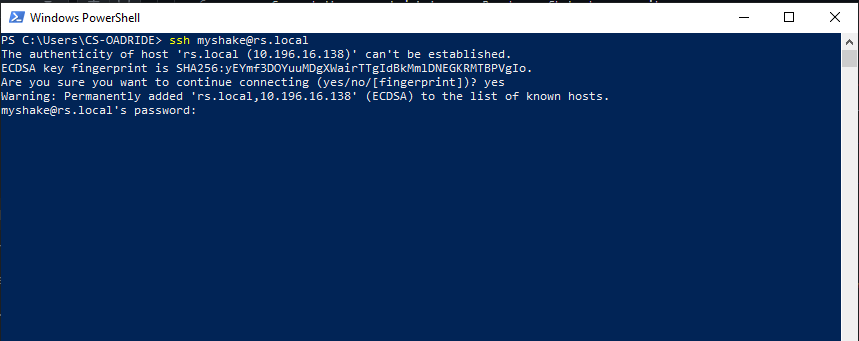 Windows PowerShell
PS C:\Users\CS-OADRIDE> ssh myshake@rs.local
The authenticity of host 'rs.local (10.196.16.138)' can't be established.
ECDSA key fingerprint is SHA256:yEYmf3DOYuuMDgXWairTTgIdBkMmlDNEGKRMTBPVgIo.
Are you sure you want to continue connecting (yes/no/[fingerprint])? yes
Warning: Permanently added 'rs.local,10.196.16.138' (ECDSA) to the list of known hosts.
myshake@rs.local's password: